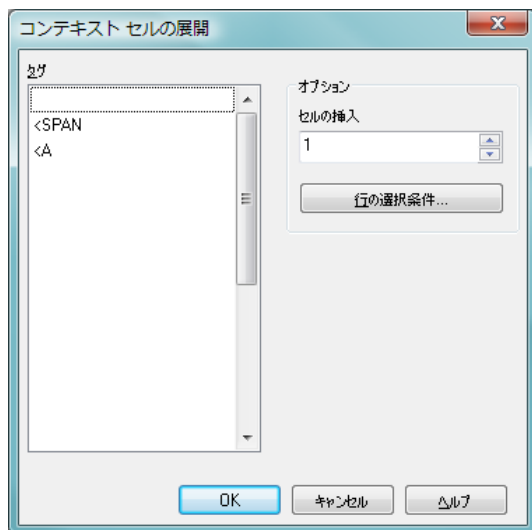 コンテキスト セルの展開
タグ
<SPAN
<A
オプション
セルの挿入
1
行の選択条件...
OK
キャンセル
ヘルプ